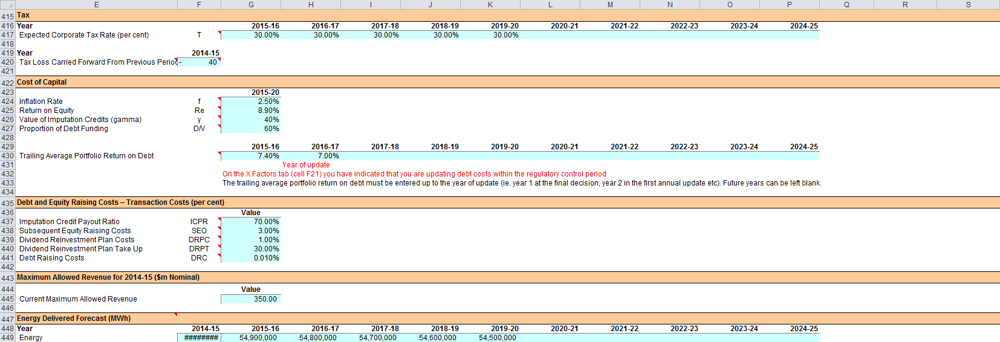 E F G H I J K L M N O P Q R S
415 Tax
416 Year 2015-16 2016-17 2017-18 2018-19 2019-20 2020-21 2021-22 2022-23 2023-24 2024-25
417 Expected Corporate Tax Rate (per cent) T 30.00% 30.00% 30.00% 30.00% 30.00%
418
419 Year 2014-15
420 Tax Loss Carried Forward From Previous Period - 40
421
422 Cost of Capital
423 2015-20
424 Inflation Rate f 2.50%
425 Return on Equity Re 8.90%
426 Value of Imputation Credits (gamma) γ 40%
427 Proportion of Debt Funding D/V 60%
428
429 2015-16 2016-17 2017-18 2018-19 2019-20 2020-21 2021-22 2022-23 2023-24 2024-25
430 Trailing Average Portfolio Return on Debt 7.40% 7.00%
431 Year of update
432 On the X Factors tab (cell F21) you have indicated that you are updating debt costs within the regulatory control period
433 The trailing average portfolio return on debt must be entered up to the year of update (ie. year 1 at the final decision, year 2 in the first annual update etc). Future years can be left blank.
434
435 Debt and Equity Raising Costs – Transaction Costs (per cent)
436 Value
437 Imputation Credit Payout Ratio ICPR 70.00%
438 Subsequent Equity Raising Costs SEO 3.00%
439 Dividend Reinvestment Plan Costs DRPC 1.00%
440 Dividend Reinvestment Plan Take Up DRPT 30.00%
441 Debt Raising Costs DRC 0.010%
442
443 Maximum Allowed Revenue for 2014-15 ($m Nominal)
444 Value
445 Current Maximum Allowed Revenue 350.00
446
447 Energy Delivered Forecast (MWh)
448 Year 2014-15 2015-16 2016-17 2017-18 2018-19 2019-20 2020-21 2021-22 2022-23 2023-24 2024-25
449 Energy ######## 54,900,000 54,800,000 54,700,000 54,600,000 54,500,000